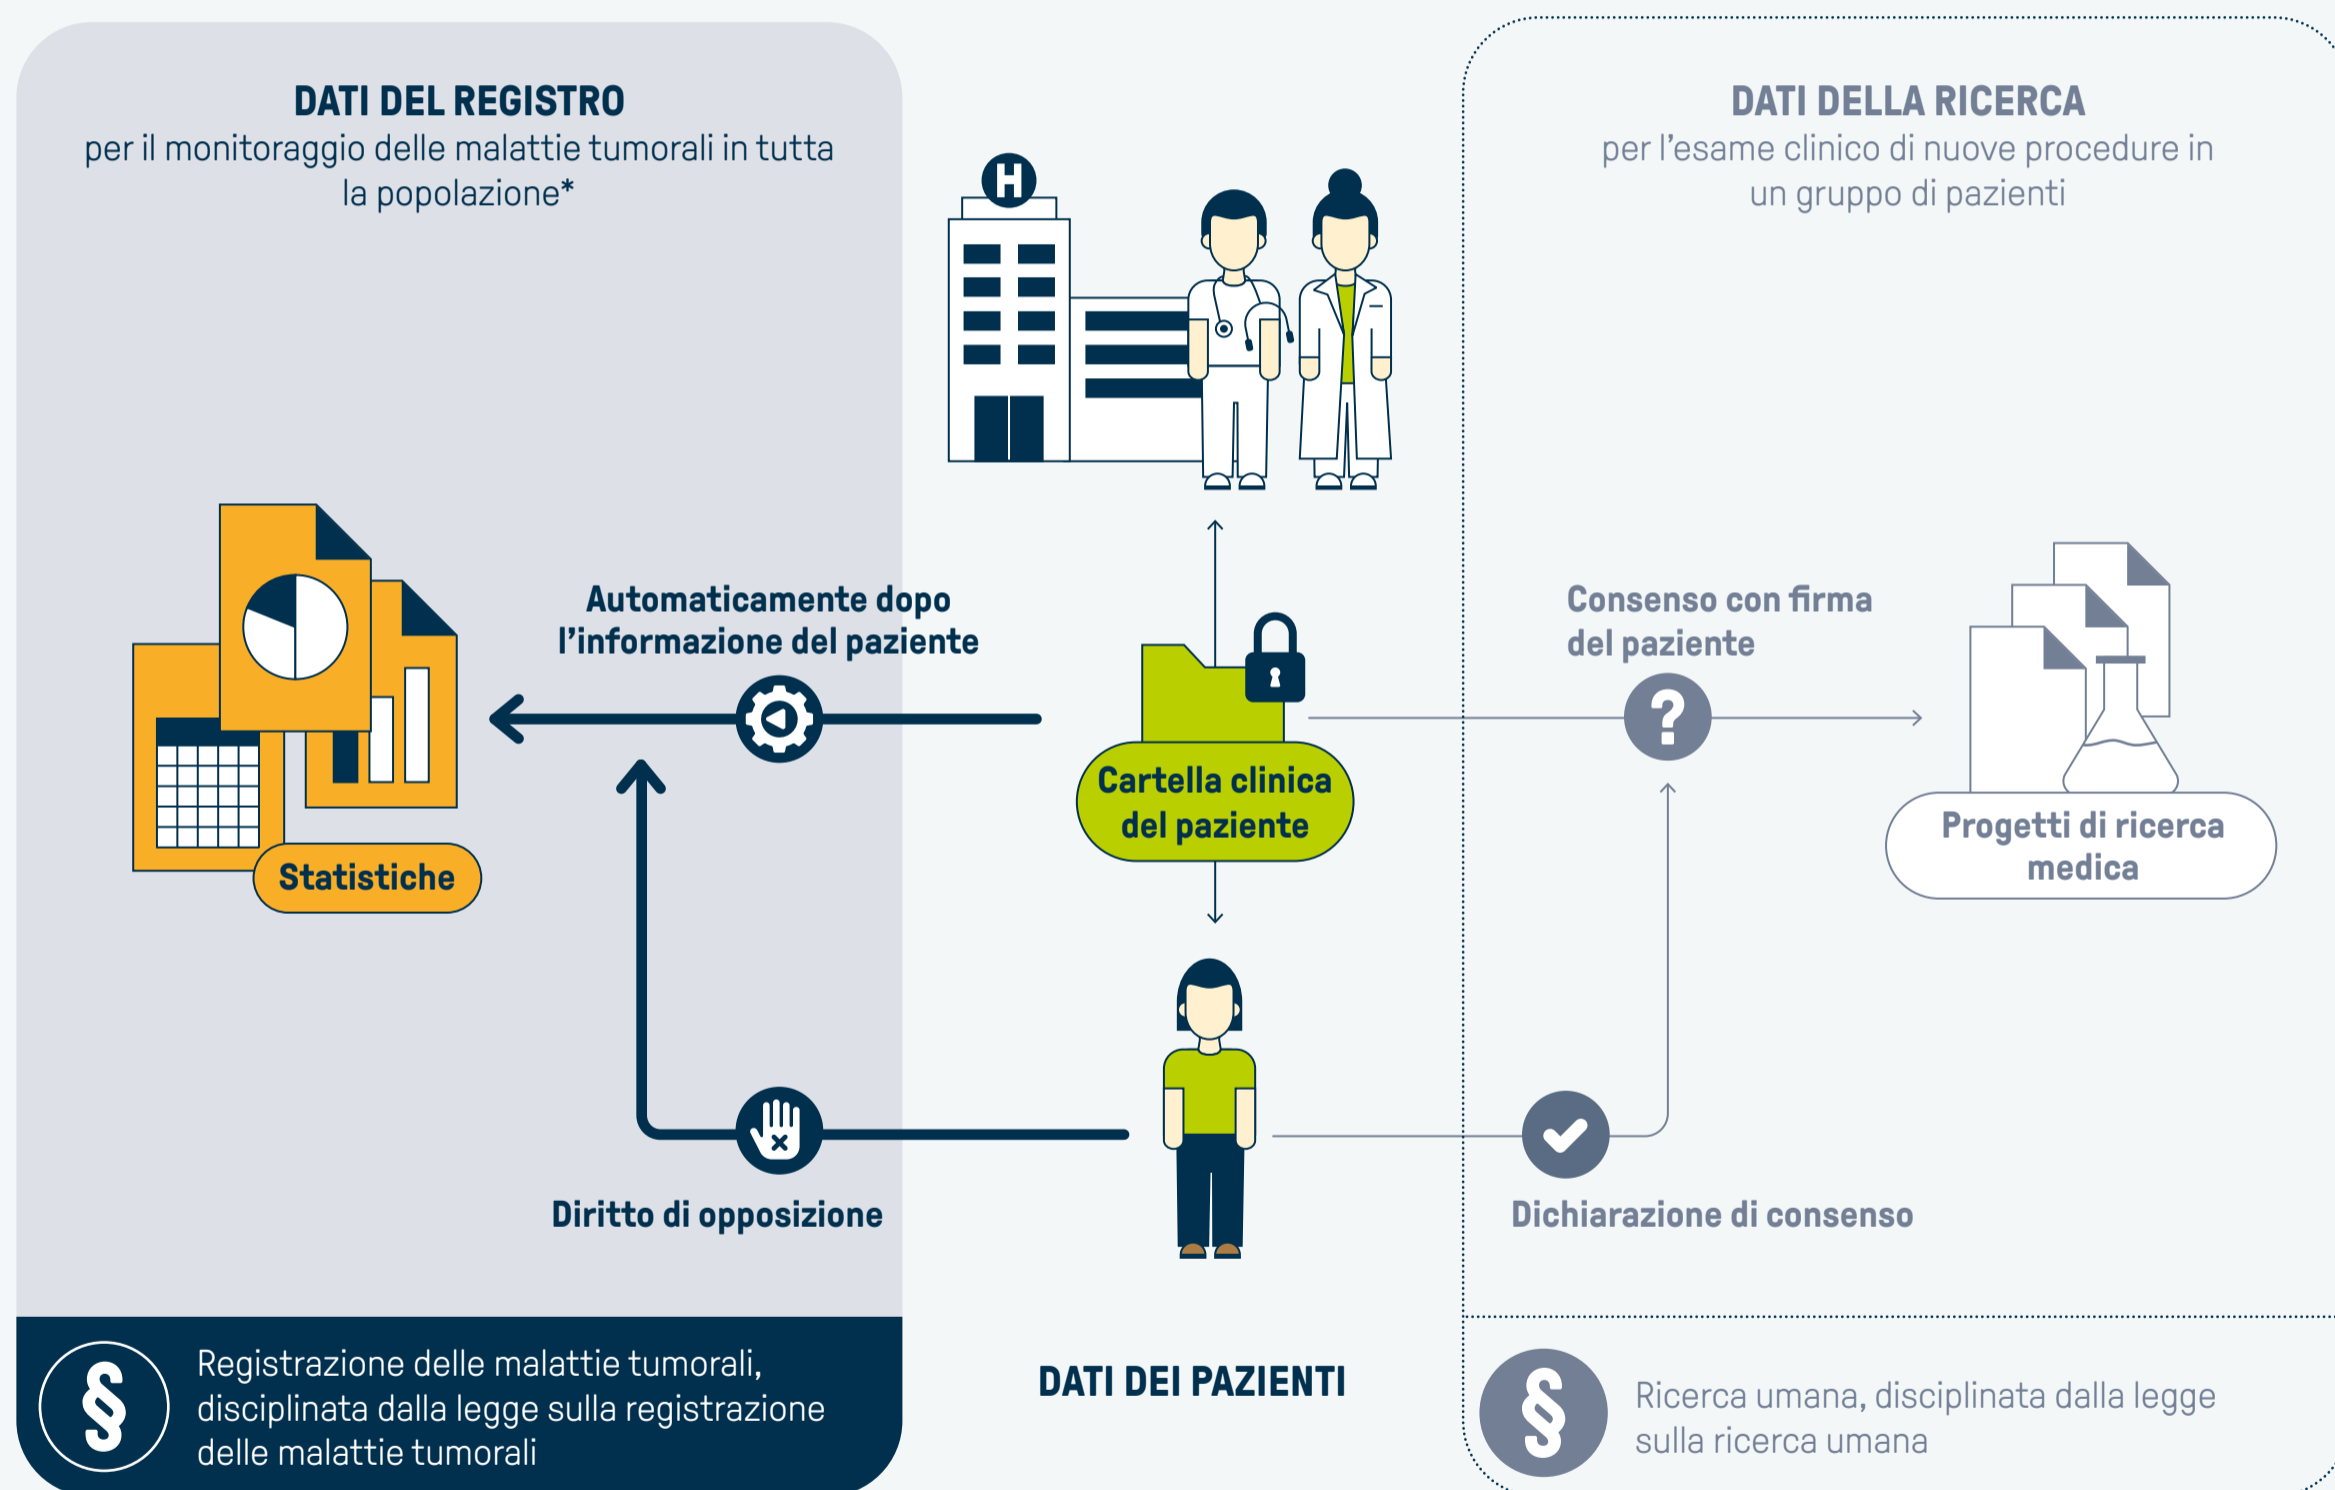 DATI DEL REGISTRO
per il monitoraggio delle malattie tumorali in tutta
la popolazione*
H
DATI DELLA RICERCA
per l'esame clinico di nuove procedure in
un gruppo di pazienti
Automaticamente dopo
l'informazione del paziente
Consenso con firma
del paziente
?
Cartella clinica
del paziente
Progetti di ricerca
medica
Statistiche
Diritto di opposizione
Dichiarazione di consenso
§
Registrazione delle malattie tumorali,
disciplinata dalla legge sulla registrazione
delle malattie tumorali
DATI DEI PAZIENTI
§
Ricerca umana, disciplinata dalla legge
sulla ricerca umana